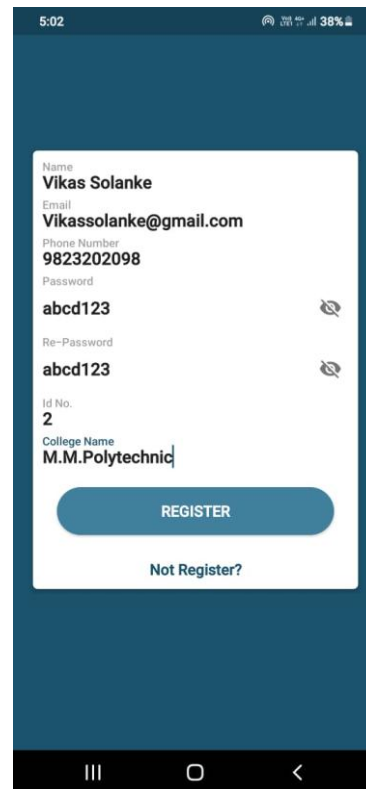 5:02
38%
Name
Vikas Solanke
Email
Vikassolanke@gmail.com
Phone Number
9823202098
Password
abcd123
Re-Password
abcd123
Id No.
2
College Name
M.M.Polytechnic
REGISTER
Not Register?